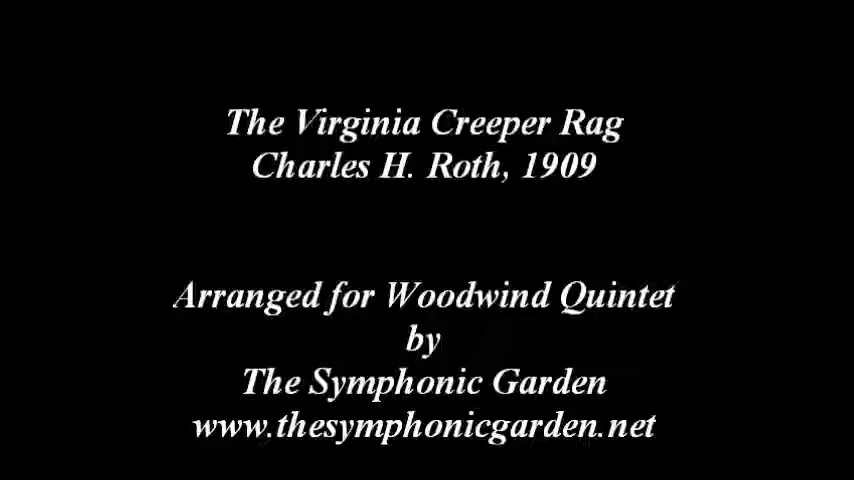 The Virginia Creeper Rag
Charles H. Roth, 1909
Arranged for Woodwind Quintet
by
The Symphonic Garden
www.thesymphonicgarden.net